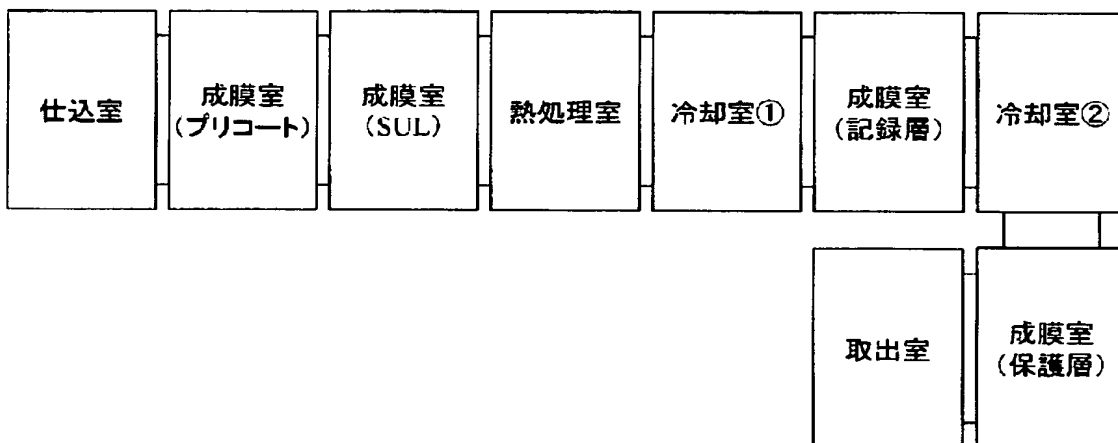 仕込室
成膜室
(プリコート)
成膜室
(SUL)
熱処理室
冷却室①
成膜室
(記録層)
冷却室②
取出室
成膜室
(保護層)